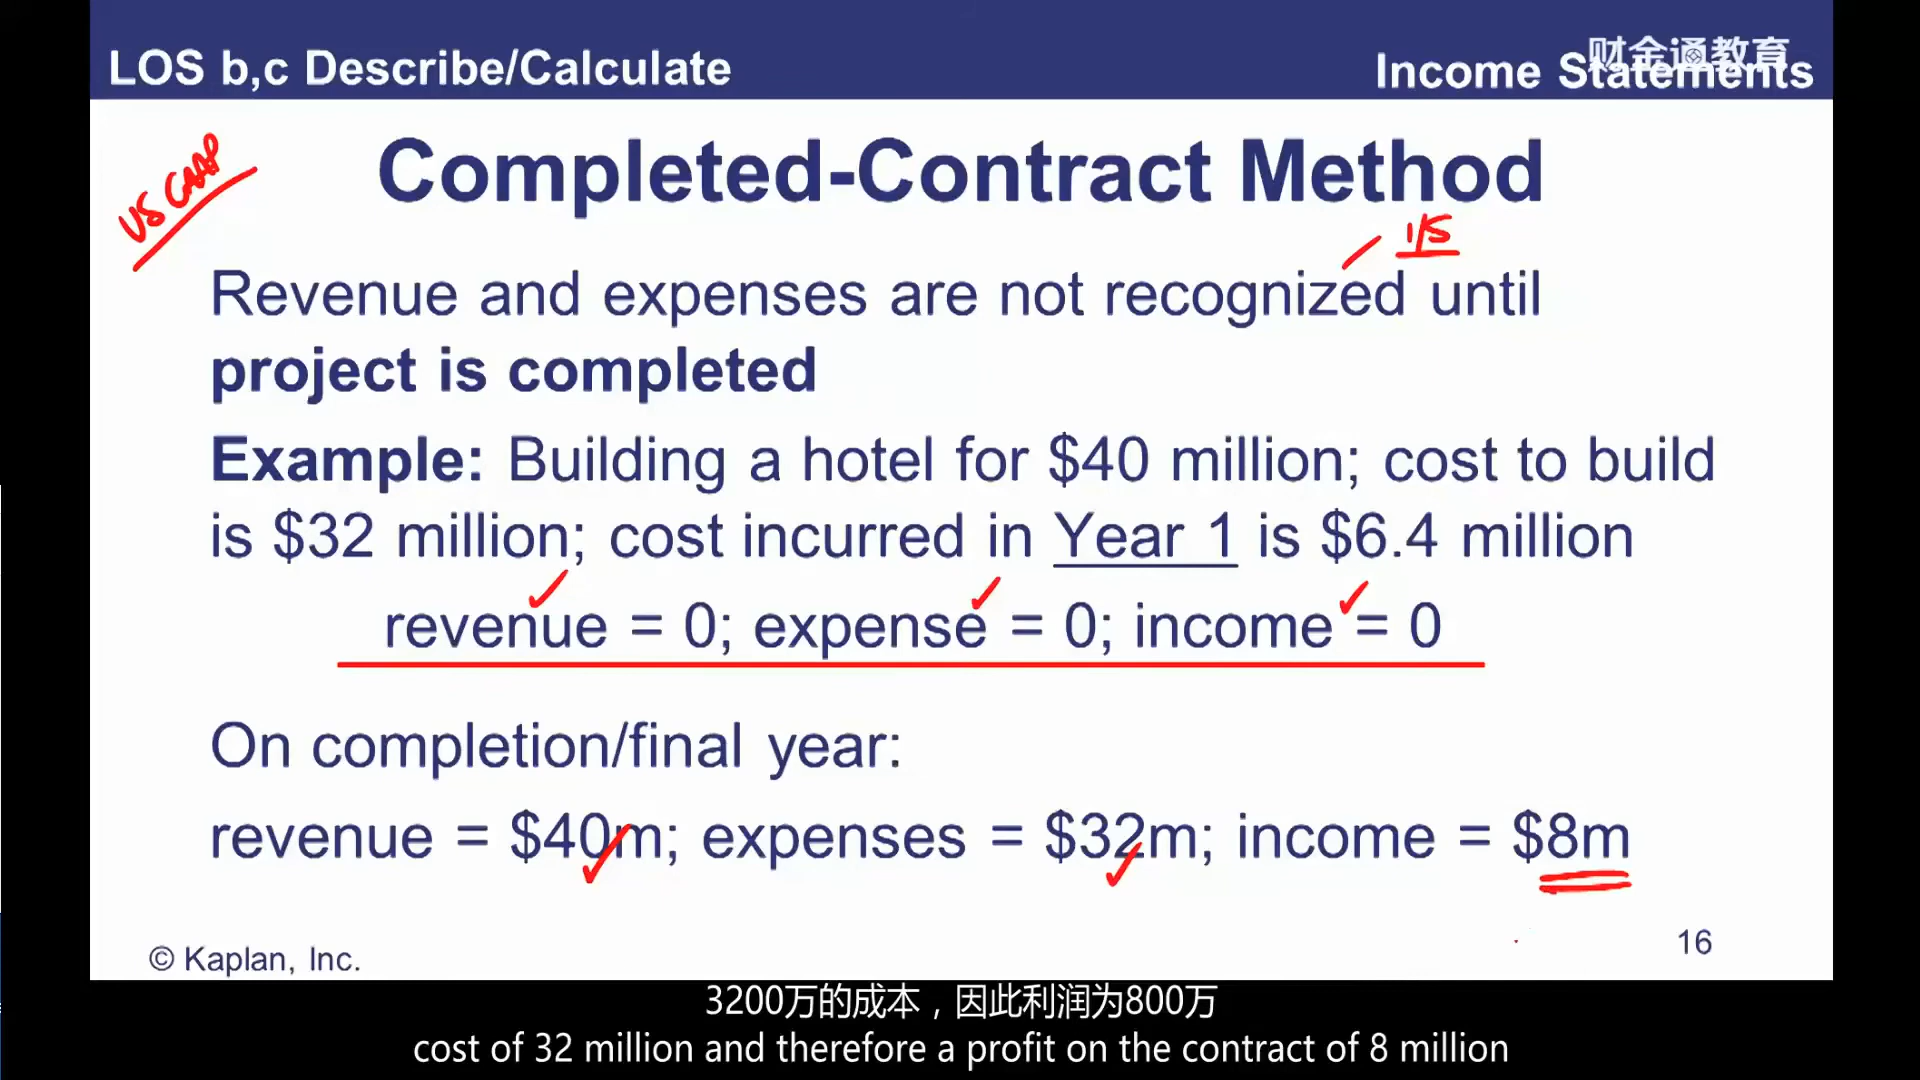 LOS b,c Describe/Calculate
Income Statements
财金通教育
US GAAP
Completed-Contract Method
I/S
Revenue and expenses are not recognized until
project is completed
Example: Building a hotel for $40 million; cost to build
is $32 million; cost incurred in Year 1 is $6.4 million
revenue = 0; expense = 0; income = 0
On completion/final year:
revenue = $40m; expenses = $32m; income = $8m
© Kaplan, Inc.
16
3200万的成本，因此利润为800万
cost of 32 million and therefore a profit on the contract of 8 million